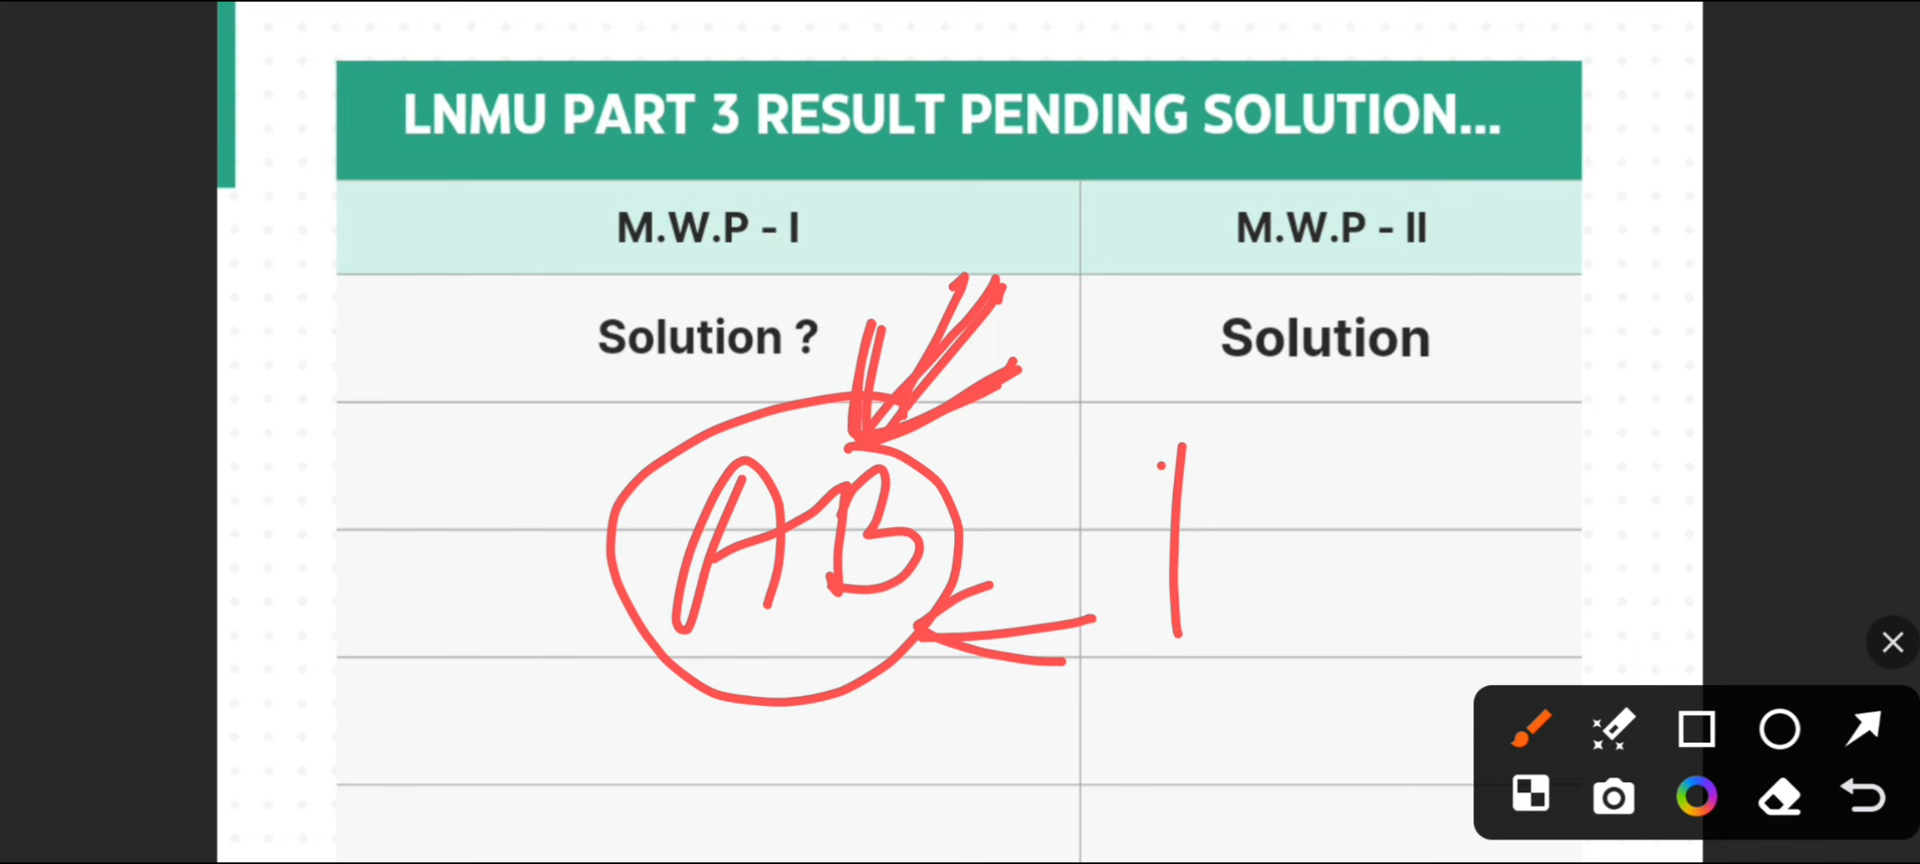 LNMU PART 3 RESULT PENDING SOLUTION...
M.W.P - I
M.W.P - II
Solution ?
Solution
AB